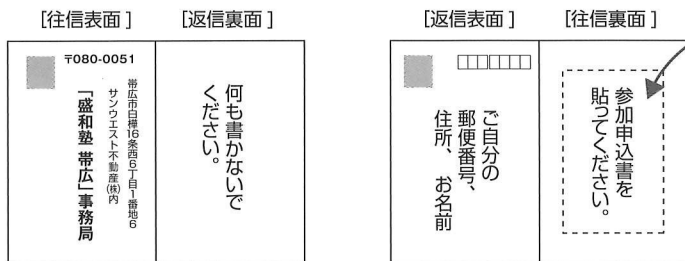 [往信表面]
[返信裏面]
〒080-0051
帯広市白樺16条西6丁目1番地6
サンウエスト不動産㈱内
「盛和塾 帯広」事務局
何も書かないで
ください。
[返信表面]
[往信裏面]
ご自分の
郵便番号、
住所、 お名前
参加申込書を
貼ってください。